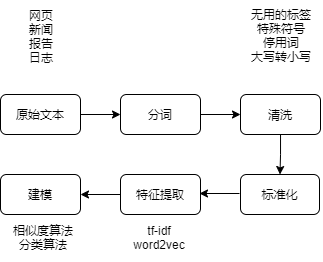 网页
新闻
报告
日志
无用的标签
特殊符号
停用词
大写转小写
原始文本
分词
清洗
建模
特征提取
标准化
相似度算法
分类算法
tf-idf
word2vec